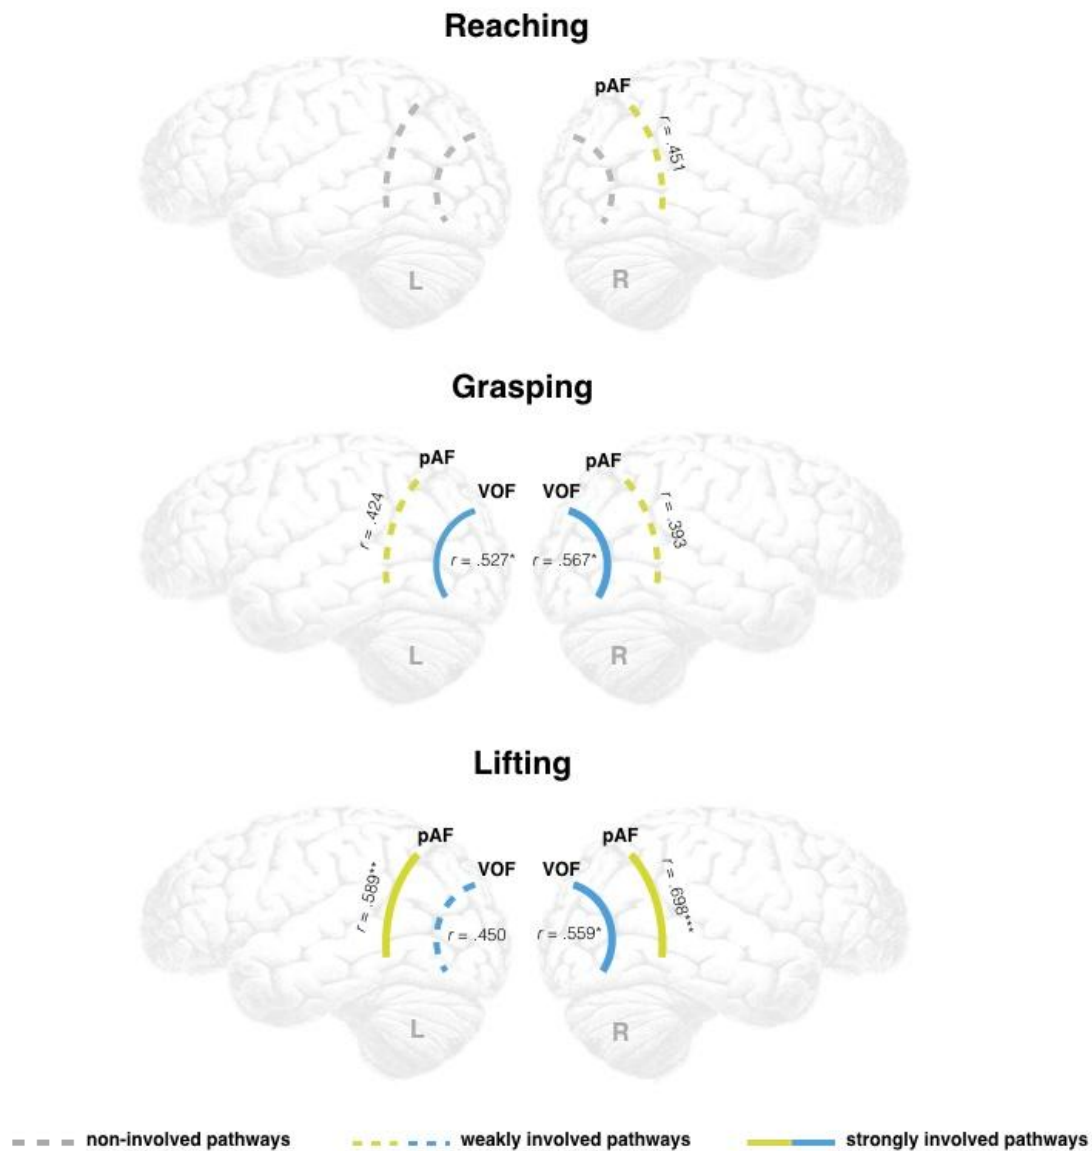 Reaching
pAF
r = .451
L
R
Grasping
pAF
pAF
VOF
VOF
r = .424
r = .393
r = .527*
r = .567*
L
R
Lifting
pAF
pAF
VOF
VOF
r = .589**
r = .698***
r = .450
r = .559*
L
R
non-involved pathways
weakly involved pathways
strongly involved pathways